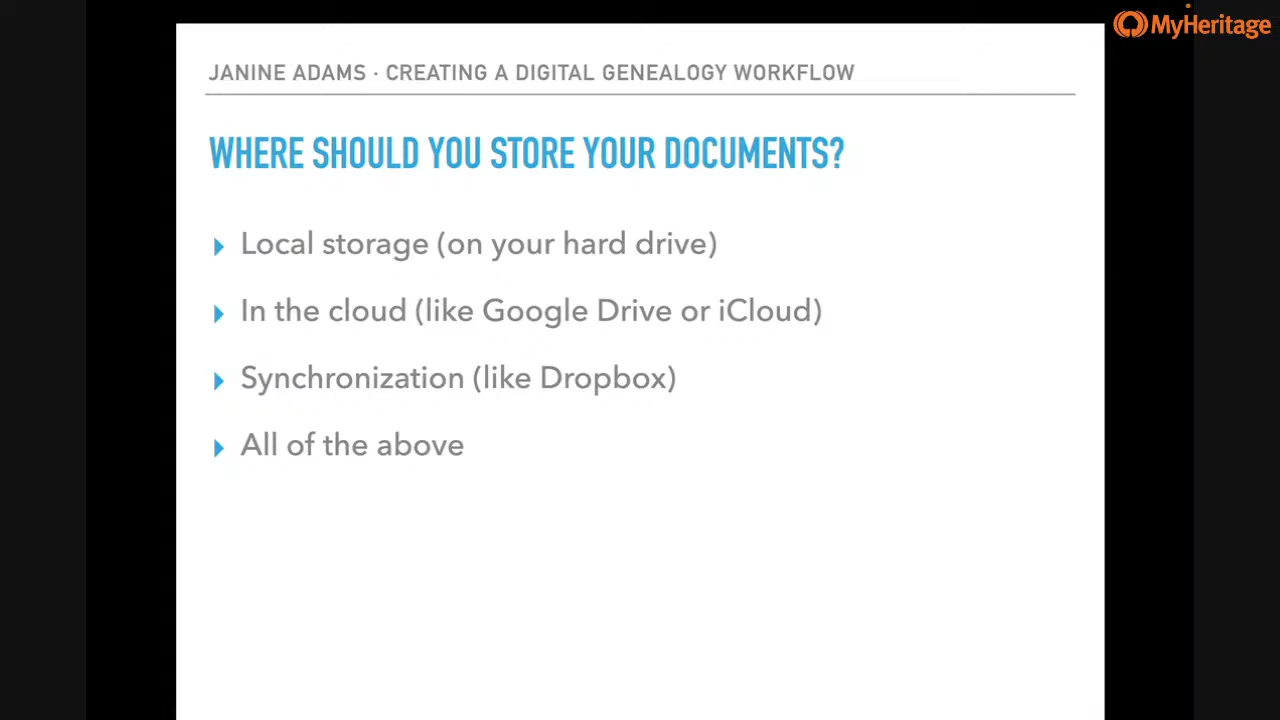 MyHeritage
JANINE ADAMS · CREATING A DIGITAL GENEALOGY WORKFLOW
WHERE SHOULD YOU STORE YOUR DOCUMENTS?
Local storage (on your hard drive)
In the cloud (like Google Drive or iCloud)
Synchronization (like Dropbox)
All of the above